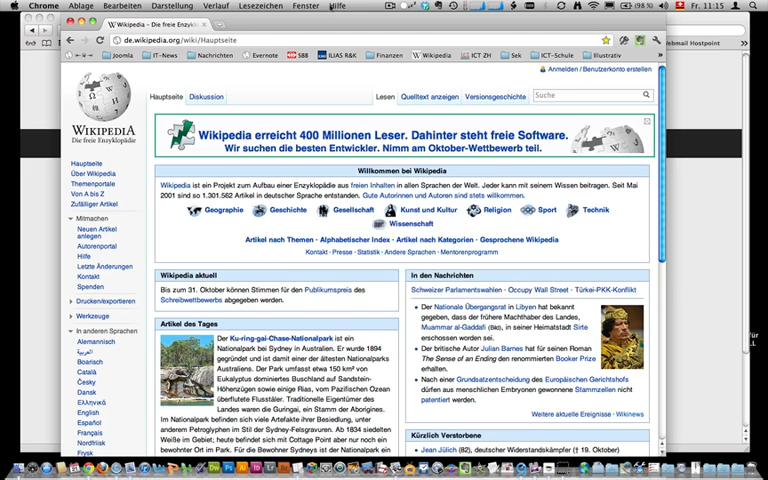 Chrome Ablage Bearbeiten Darstellung Verlauf Lesezeichen Fenster Hilfe (98 %) Fr. 11:15
Wikipedia – Die freie Enzykl
de.wikipedia.org/wiki/Hauptseite
Joomla IT-News Nachrichten Evernote SBB ILIAS R&K Finanzen Wikipedia ICT ZH Sek ICT-Schule Illustrativ
ebmail Hostpoint
Anmelden / Benutzerkonto erstellen
Hauptseite Diskussion Lesen Quelltext anzeigen Versionsgeschichte Suche
WIKIPEDIA
Die freie Enzyklopädie
Hauptseite
Über Wikipedia
Themenportale
Von A bis Z
Zufälliger Artikel
Mitmachen
Neuen Artikel
anlegen
Autorenportal
Hilfe
Letzte Änderungen
Kontakt
Spenden
Drucken/exportieren
Werkzeuge
In anderen Sprachen
Alemannisch
العربية
Boarisch
Català
Česky
Dansk
Ελληνικά
English
Español
Français
Nordfriisk
Frysk
Wikipedia erreicht 400 Millionen Leser. Dahinter steht freie Software.
Wir suchen die besten Entwickler. Nimm am Oktober-Wettbewerb teil.
Willkommen bei Wikipedia
Wikipedia ist ein Projekt zum Aufbau einer Enzyklopädie aus freien Inhalten in allen Sprachen der Welt. Jeder kann mit seinem Wissen beitragen. Seit Mai
2001 sind so 1.301.562 Artikel in deutscher Sprache entstanden. Gute Autorinnen und Autoren sind stets willkommen.
Geographie Geschichte Gesellschaft Kunst und Kultur Religion Sport Technik
Wissenschaft
Artikel nach Themen · Alphabetischer Index · Artikel nach Kategorien · Gesprochene Wikipedia
Kontakt · Presse · Statistik · Andere Sprachen · Mentorenprogramm
Wikipedia aktuell
Bis zum 31. Oktober können Stimmen für den Publikumspreis des
Schreibwettbewerbs abgegeben werden.
Artikel des Tages
Der Ku-ring-gai-Chase-Nationalpark ist ein
Nationalpark bei Sydney in Australien. Er wurde 1894
gegründet und ist damit einer der ältesten Nationalparks
Australiens. Der Park umfasst etwa 150 km² von
Eukalyptus dominiertes Buschland auf Sandstein-
Höhenzügen sowie einige Rias, vom Pazifischen Ozean
überflutete Flusstäler. Traditionelle Eigentümer des
Landes waren die Guringai, ein Stamm der Aborigines.
Im Nationalpark befinden sich viele Artefakte ihrer Besiedlung, unter
anderem Petroglyphen im Stil der Sydney-Felsgravuren. Ab 1834 siedelten
Weiße im Gebiet; heute befindet sich mit Cottage Point aber nur noch ein
bewohnter Ort im Park. Für die Bewohner Sydneys ist der Nationalpark ein
In den Nachrichten
Schweizer Parlamentswahlen · Occupy Wall Street · Türkei-PKK-Konflikt
Der Nationale Übergangsrat in Libyen hat bekannt
gegeben, dass der frühere Machthaber des Landes,
Muammar al-Gaddafi (Bild), in seiner Heimatstadt Sirte
erschossen worden sei.
Der britische Autor Julian Barnes hat für seinen Roman
The Sense of an Ending den renommierten Booker Prize
erhalten.
Nach einer Grundsatzentscheidung des Europäischen Gerichtshofs
dürfen aus menschlichen Embryonen gewonnene Stammzellen nicht
patentiert werden.
Weitere aktuelle Ereignisse · Wikinews
Kürzlich Verstorbene
Jean Jülich (82), deutscher Widerstandskämpfer († 19. Oktober)